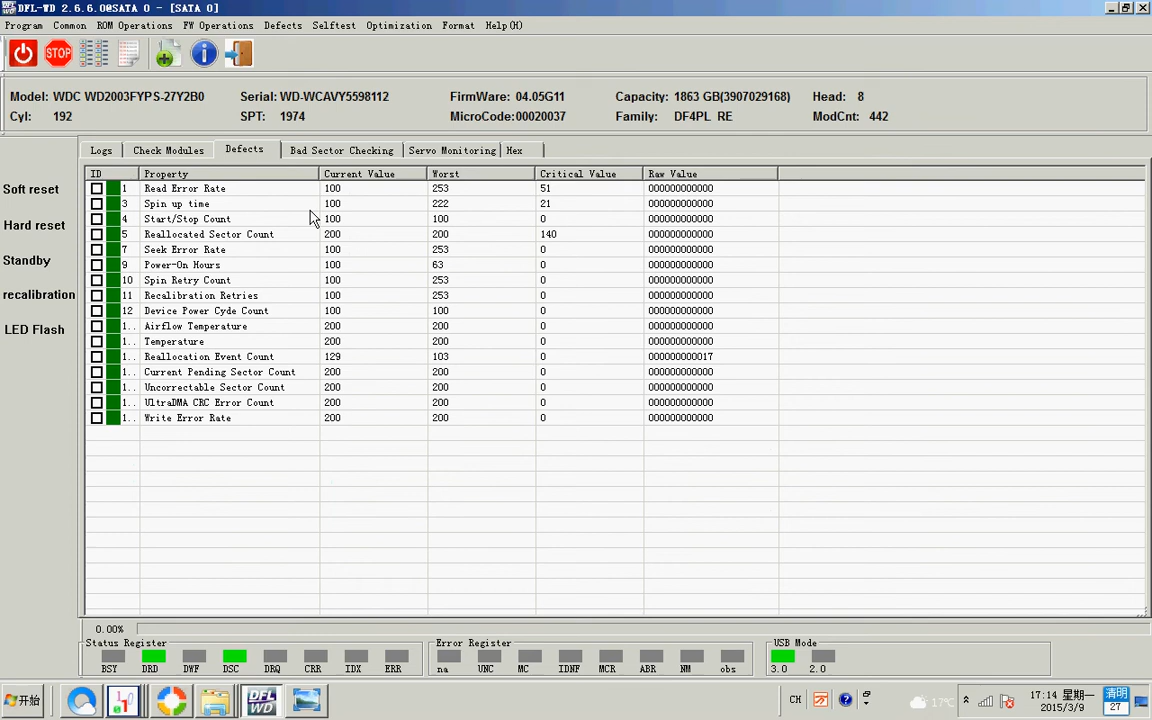 DFL-WD 2.6.6.0@SATA 0 - [SATA 0]
Program Common ROM Operations FW Operations Defects Selftest Optimization Format Help(H)
STOP
Model: WDC WD2003FYPS-27Y2B0 Serial: WD-WCAVY5598112 FirmWare: 04.05G11 Capacity: 1863 GB(3907029168) Head: 8
Cyl: 192 SPT: 1974 MicroCode:00020037 Family: DF4PL RE ModCnt: 442
Logs Check Modules Defects Bad Sector Checking Servo Monitoring Hex
Soft reset
Hard reset
Standby
recalibration
LED Flash
ID Property Current Value Worst Critical Value Raw Value
1 Read Error Rate 100 253 51 000000000000
3 Spin up time 100 222 21 000000000000
4 Start/Stop Count 100 100 0 000000000000
5 Reallocated Sector Count 200 200 140 000000000000
7 Seek Error Rate 100 253 0 000000000000
9 Power-On Hours 100 63 0 000000000000
10 Spin Retry Count 100 253 0 000000000000
11 Recalibration Retries 100 253 0 000000000000
12 Device Power Cyde Count 100 100 0 000000000000
1.. Airflow Temperature 200 200 0 000000000000
1.. Temperature 200 200 0 000000000000
1.. Reallocation Event Count 129 103 0 000000000017
1.. Current Pending Sector Count 200 200 0 000000000000
1.. Uncorrectable Sector Count 200 200 0 000000000000
1.. UltraDMA CRC Error Count 200 200 0 000000000000
1.. Write Error Rate 200 200 0 000000000000
0.00%
Status Register Error Register USB Mode
BSY DRD DWF DSC DRQ CRR IDX ERR na UNC MC IDNF MCR ABR NM obs 3.0 2.0
开始 DFL WD CH 17°C 17:14 星期一 清明
2015/3/9 27